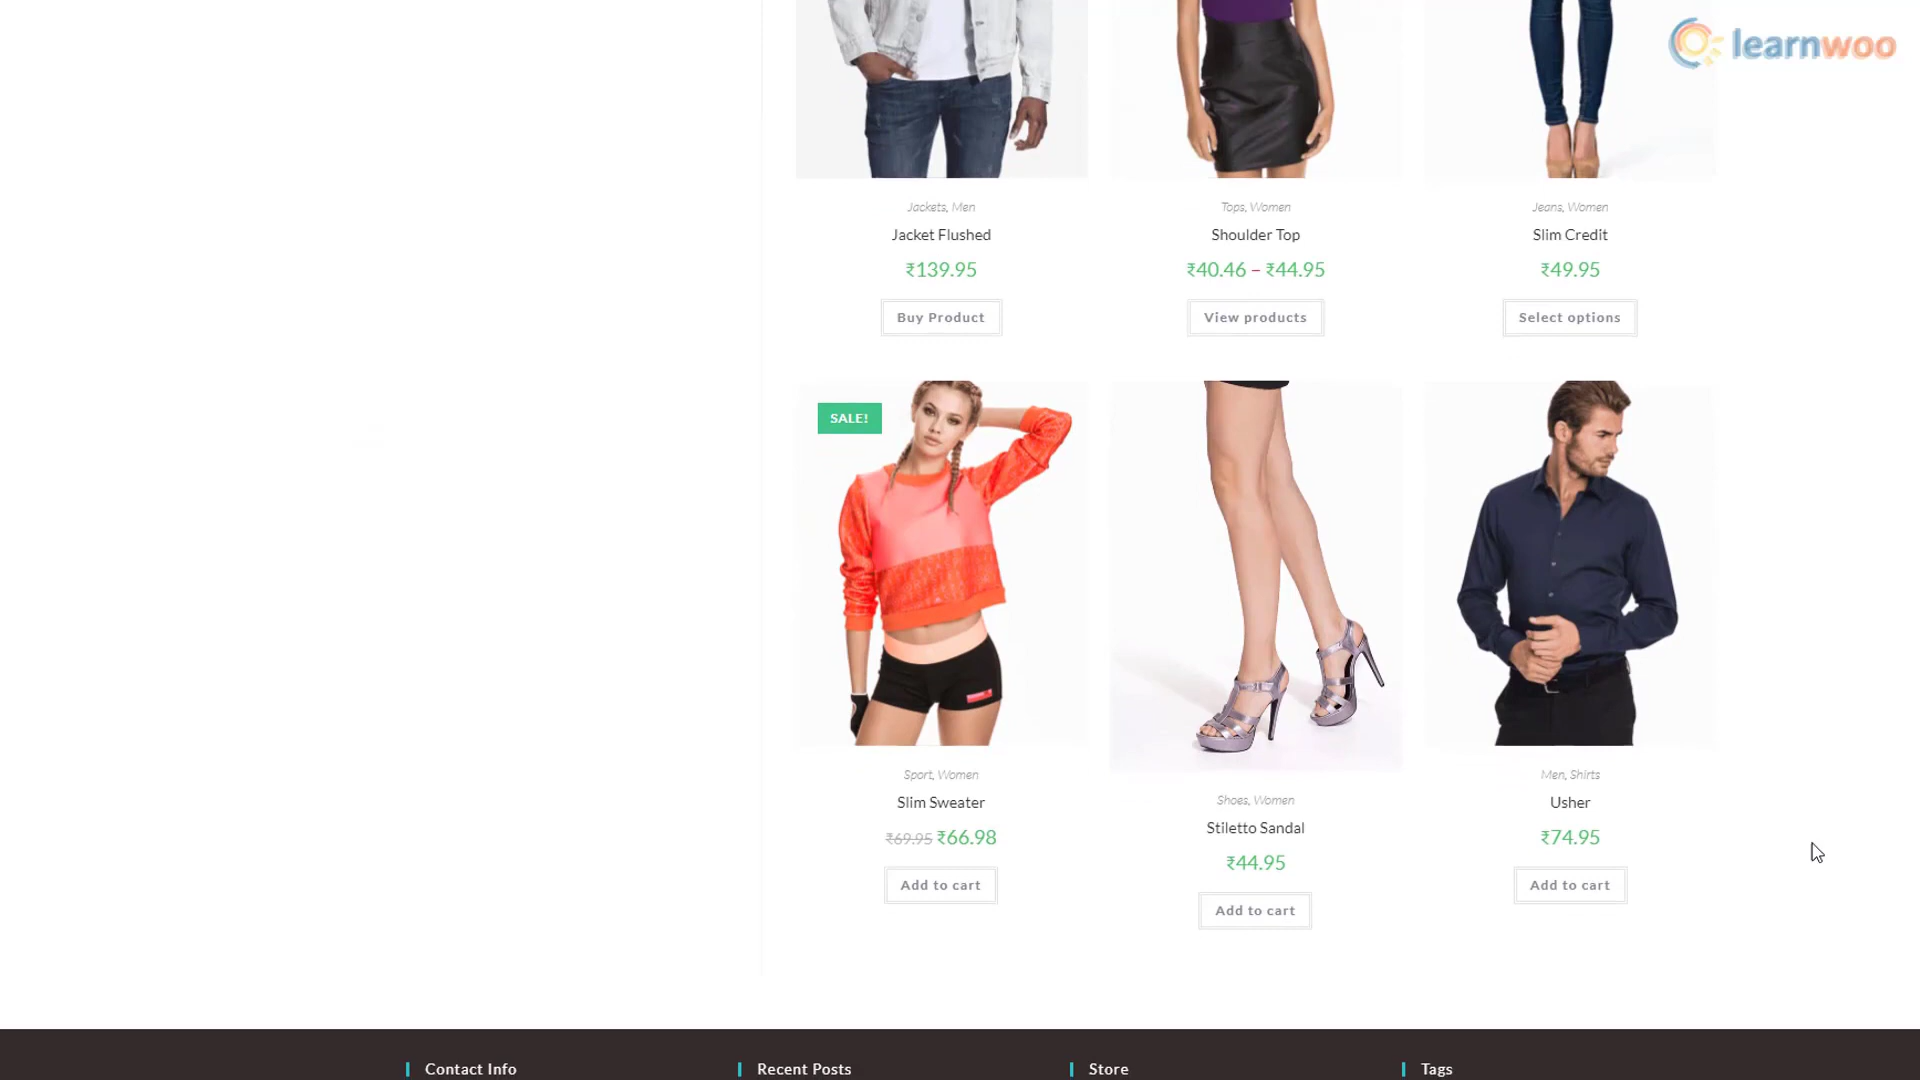 learnwoo
Jackets, Men
Jacket Flushed
₹139.95
Buy Product
Tops, Women
Shoulder Top
₹40.46 – ₹44.95
View products
Jeans, Women
Slim Credit
₹49.95
Select options
SALE!
Sport, Women
Slim Sweater
₹69.95 ₹66.98
Add to cart
Shoes, Women
Stiletto Sandal
₹44.95
Add to cart
Men, Shirts
Usher
₹74.95
Add to cart
Contact Info
Recent Posts
Store
Tags